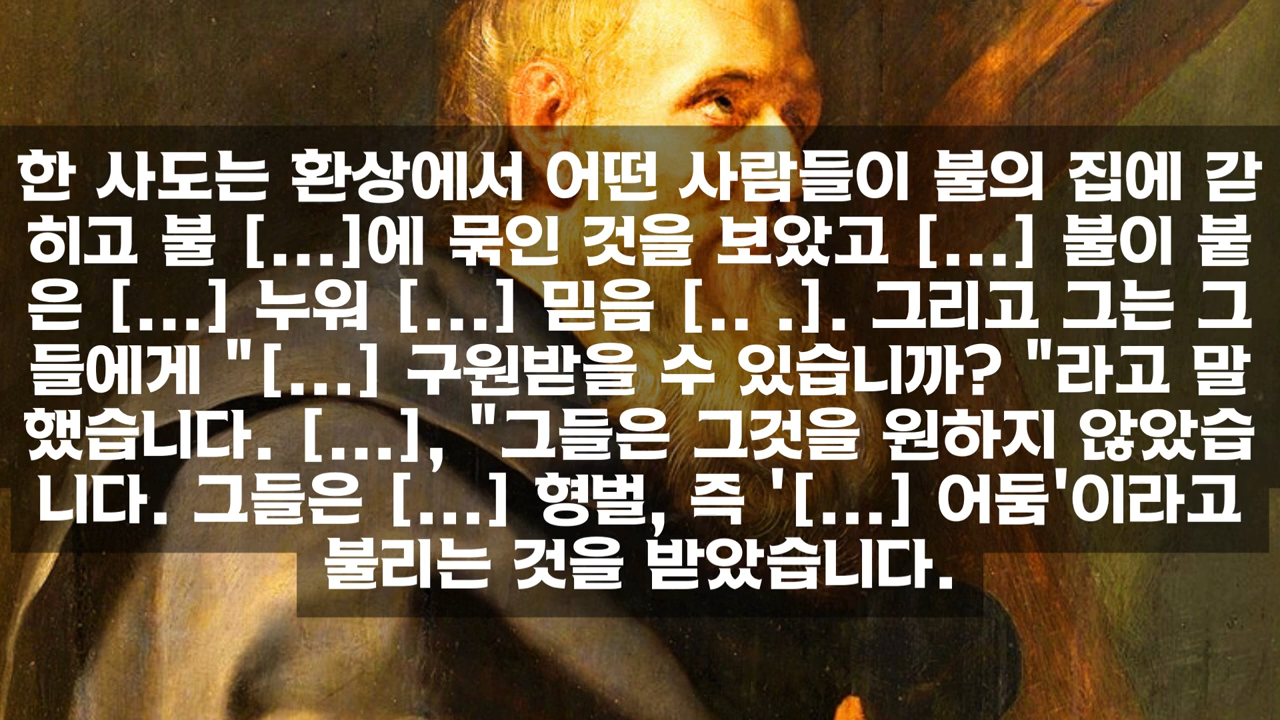 한 사도는 환상에서 어떤 사람들이 불의 집에 갇
히고 불 [...]에 묶인 것을 보았고 [...] 불이 붙
은 [...] 누워 [...] 믿음 [.. .]. 그리고 그는 그
들에게 "[...] 구원받을 수 있습니까? "라고 말
했습니다. [...], "그들은 그것을 원하지 않았습
니다. 그들은 [...] 형벌, 즉 '[...] 어둠'이라고
불리는 것을 받았습니다.